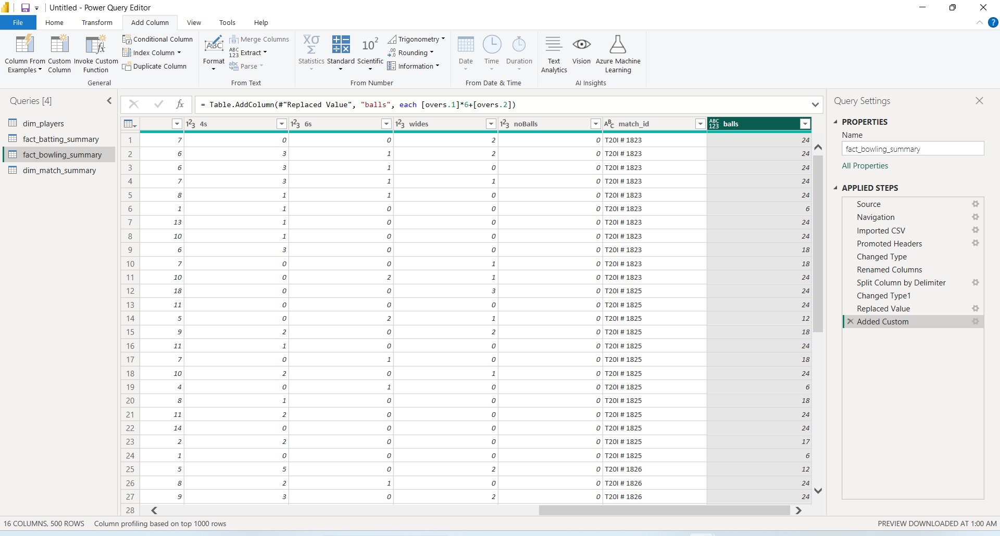 Untitled - Power Query Editor
File Home Transform Add Column View Tools Help
Column From Examples
Custom Column
Invoke Custom Function
Conditional Column
Index Column
Duplicate Column
General
Format
Merge Columns
Extract
Parse
From Text
Statistics
Standard
Scientific
Trigonometry
Rounding
Information
From Number
Date
Time
Duration
From Date & Time
Text Analytics
Vision
Azure Machine Learning
AI Insights
Queries [4]
dim_players
fact_batting_summary
fact_bowling_summary
dim_match_summary
= Table.AddColumn(#"Replaced Value", "balls", each [overs.1]*6+[overs.2])
4s 6s wides noBalls match_id balls
1 7 0 0 2 0 T20I # 1823 24
2 6 3 1 2 0 T20I # 1823 24
3 6 3 1 0 0 T20I # 1823 24
4 7 3 1 1 0 T20I # 1823 24
5 8 1 1 0 0 T20I # 1823 24
6 1 1 0 0 0 T20I # 1823 6
7 13 1 0 0 0 T20I # 1823 24
8 10 1 0 0 0 T20I # 1823 24
9 6 3 0 0 0 T20I # 1823 18
10 7 0 0 1 0 T20I # 1823 18
11 10 0 2 1 0 T20I # 1823 24
12 18 0 0 3 0 T20I # 1825 24
13 11 0 0 0 0 T20I # 1825 24
14 5 0 2 1 0 T20I # 1825 12
15 9 2 0 2 0 T20I # 1825 18
16 11 1 0 0 0 T20I # 1825 24
17 7 0 1 0 0 T20I # 1825 18
18 10 2 0 1 0 T20I # 1825 24
19 4 0 1 0 0 T20I # 1825 6
20 8 1 0 0 0 T20I # 1825 18
21 11 2 0 0 0 T20I # 1825 24
22 14 0 0 0 0 T20I # 1825 24
23 2 2 0 0 0 T20I # 1825 17
24 1 0 0 0 0 T20I # 1825 6
25 5 5 0 2 0 T20I # 1826 12
26 8 2 1 0 0 T20I # 1826 24
27 9 3 0 2 0 T20I # 1826 24
28
Query Settings
PROPERTIES
Name
fact_bowling_summary
All Properties
APPLIED STEPS
Source
Navigation
Imported CSV
Promoted Headers
Changed Type
Renamed Columns
Split Column by Delimiter
Changed Type1
Replaced Value
Added Custom
16 COLUMNS, 500 ROWS Column profiling based on top 1000 rows
PREVIEW DOWNLOADED AT 1:00 AM